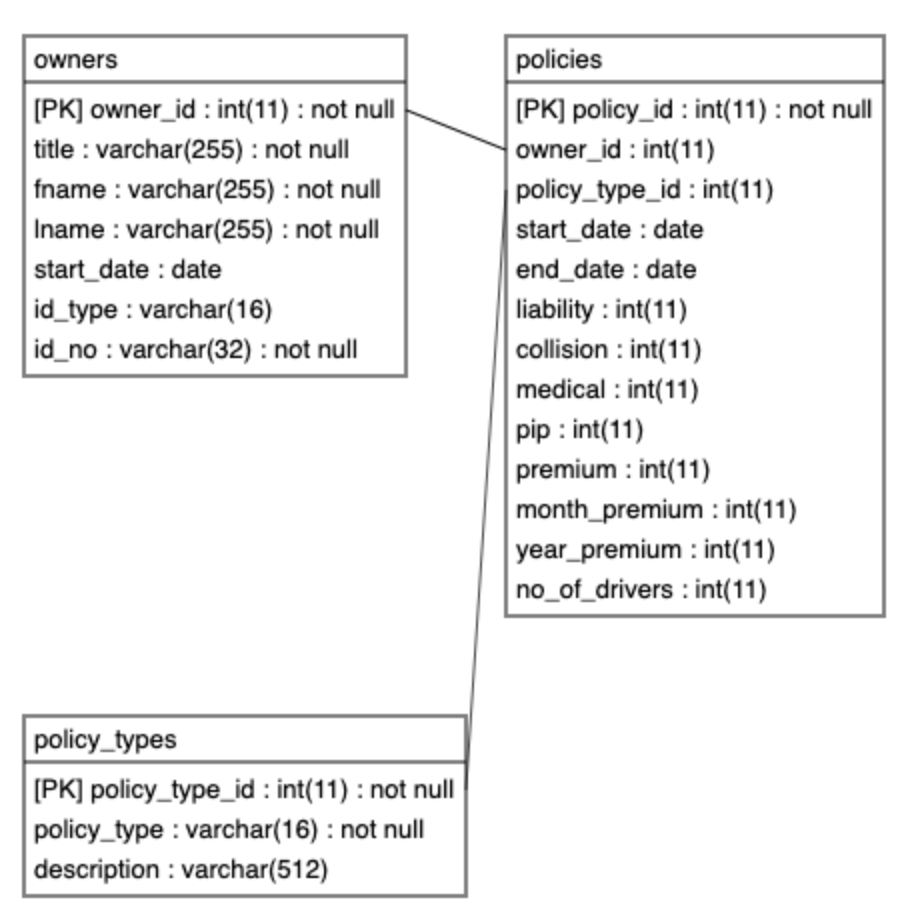 owners
[PK] owner_id : int(11) : not null
title : varchar(255) : not null
fname : varchar(255) : not null
lname : varchar(255) : not null
start_date : date
id_type : varchar(16)
id_no : varchar(32) : not null
policies
[PK] policy_id : int(11) : not null
owner_id : int(11)
policy_type_id : int(11)
start_date : date
end_date : date
liability : int(11)
collision : int(11)
medical : int(11)
pip : int(11)
premium : int(11)
month_premium : int(11)
year_premium : int(11)
no_of_drivers : int(11)
policy_types
[PK] policy_type_id : int(11) : not null
policy_type : varchar(16) : not null
description : varchar(512)